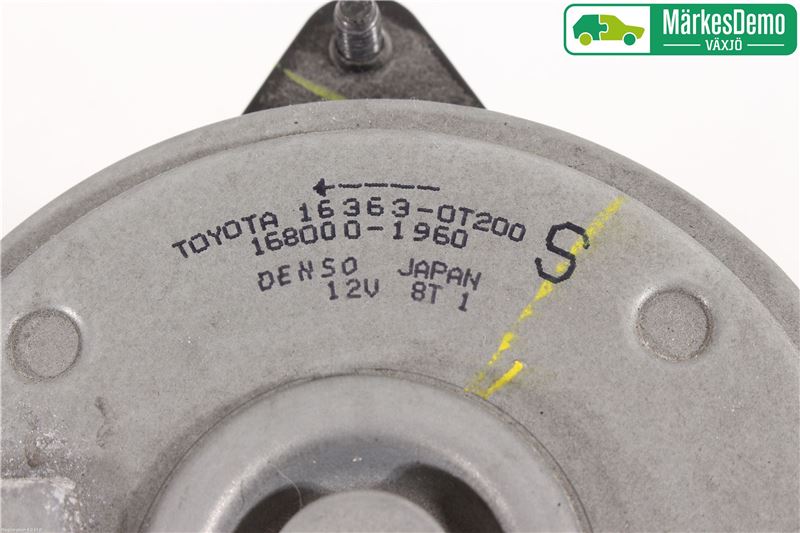 MärkesDemo
VÄXJÖ
TOYOTA 16363-0T200
168000-1960
S
DENSO JAPAN
12V 8T 1